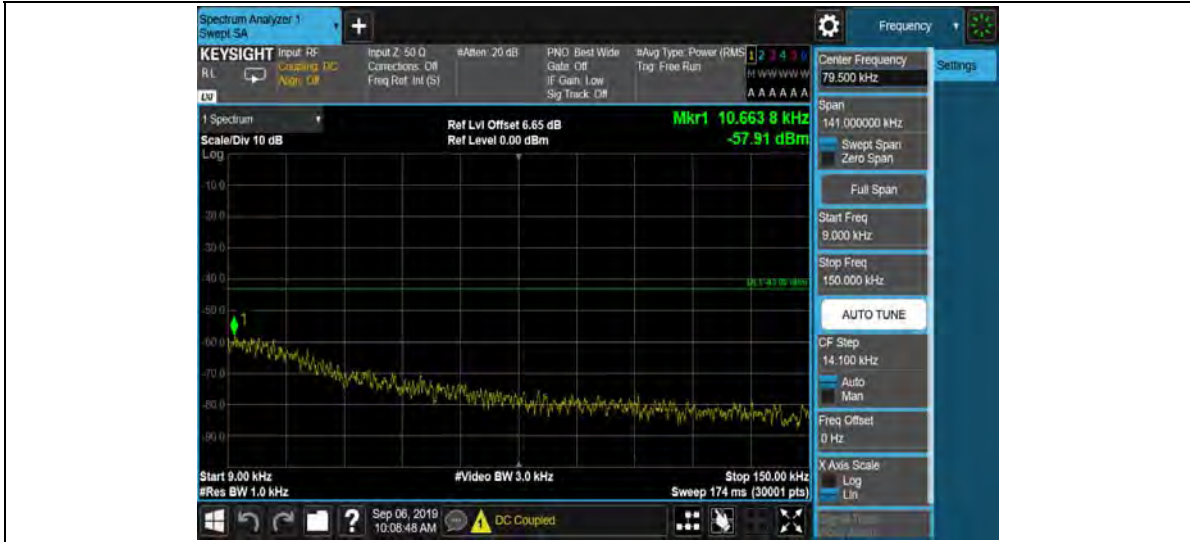 Spectrum Analyzer 1
Swept SA
+
Frequency
KEYSIGHT
Input: RF
Coupling: DC
Align: Off
RL
LXI
Input Z: 50 Ω
Corrections: Off
Freq Ref: Int (S)
#Atten: 20 dB
PNO: Best Wide
Gate: Off
IF Gain: Low
Sig Track: Off
#Avg Type: Power (RMS
Trig: Free Run
1 2 3 4 5 6
M W W W W W
A A A A A A
1 Spectrum
Scale/Div 10 dB
Log
Ref Lvl Offset 6.65 dB
Ref Level 0.00 dBm
Mkr1 10.663 8 kHz
-57.91 dBm
-10.0
-20.0
-30.0
-40.0
-50.0
-60.0
-70.0
-80.0
-90.0
1
Start 9.00 kHz
#Res BW 1.0 kHz
#Video BW 3.0 kHz
Stop 150.00 kHz
Sweep 174 ms (30001 pts)
Center Frequency
79.500 kHz
Settings
Span
141.000000 kHz
Swept Span
Zero Span
Full Span
Start Freq
9.000 kHz
Stop Freq
150.000 kHz
AUTO TUNE
CF Step
14.100 kHz
Auto
Man
Freq Offset
0 Hz
X Axis Scale
Log
Lin
?
Sep 06, 2019
10:08:48 AM
DC Coupled